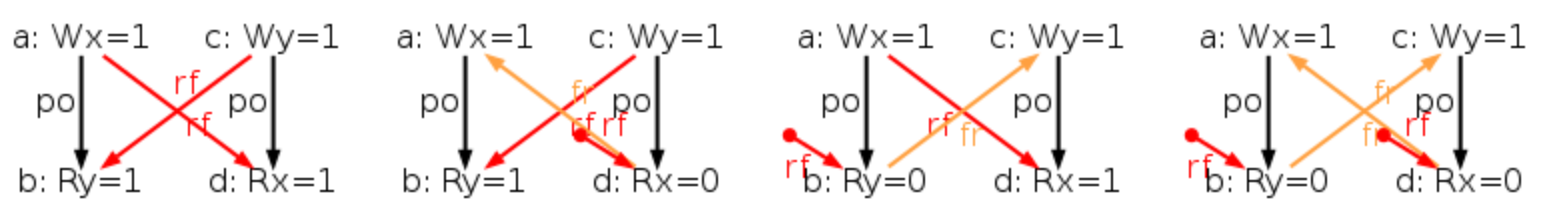 a: Wx=1 c: Wy=1 a: Wx=1 c: Wy=1 a: Wx=1 c: Wy=1 a: Wx=1 c: Wy=1
rf fr fr
po po po po po po po po
rf rf rf rf fr fr rf
rf rf
b: Ry=1 d: Rx=1 b: Ry=1 d: Rx=0 b: Ry=0 d: Rx=1 b: Ry=0 d: Rx=0